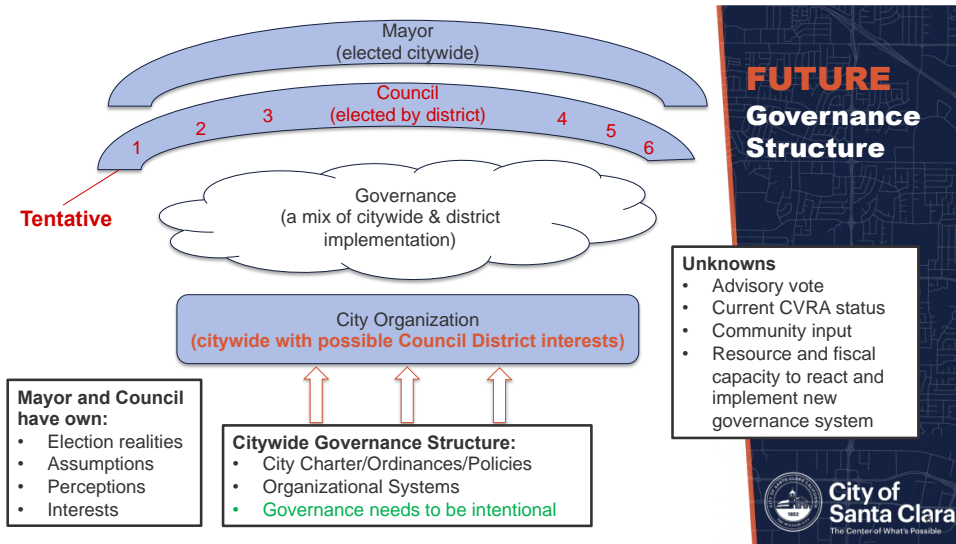 Mayor
(elected citywide)
Council
(elected by district)
1
2
3
4
5
6
Tentative
Governance
(a mix of citywide & district
implementation)
City Organization
(citywide with possible Council District interests)
Mayor and Council
have own:
• Election realities
• Assumptions
• Perceptions
• Interests
Citywide Governance Structure:
• City Charter/Ordinances/Policies
• Organizational Systems
• Governance needs to be intentional
FUTURE
Governance
Structure
Unknowns
• Advisory vote
• Current CVRA status
• Community input
• Resource and fiscal
capacity to react and
implement new
governance system
1852
City of
Santa Clara
The Center of What's Possible